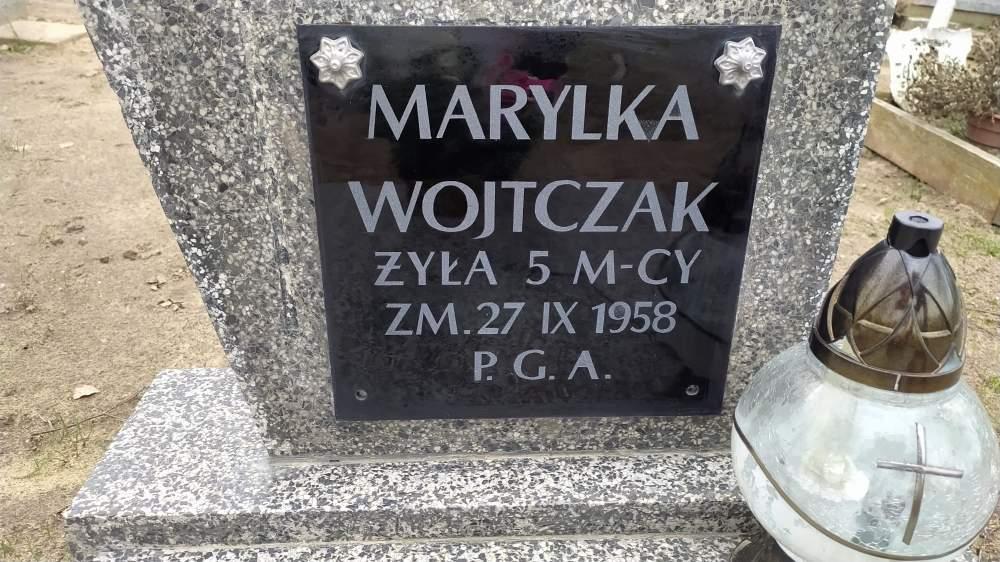 MARYLKA
WOJTCZAK
ŻYŁA 5 M-CY
ZM. 27 IX 1958
P. G. A.